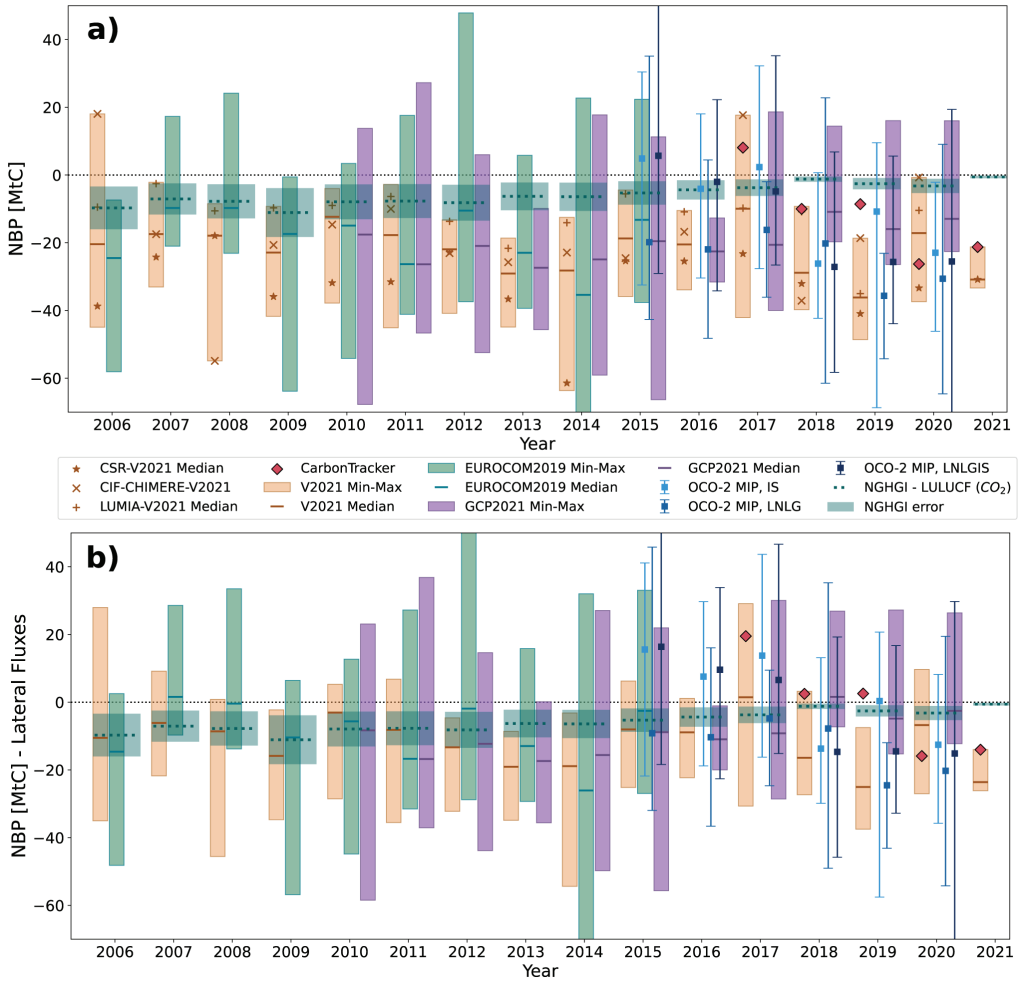 a)
NBP [MtC]
40
20
0
−20
−40
−60
2006 2007 2008 2009 2010 2011 2012 2013 2014 2015 2016 2017 2018 2019 2020 2021
Year
CSR-V2021 Median CarbonTracker EUROCOM2019 Min-Max GCP2021 Median OCO-2 MIP, LNLGIS
CIF-CHIMERE-V2021 V2021 Min-Max EUROCOM2019 Median OCO-2 MIP, IS NGHGI - LULUCF (CO₂)
LUMIA-V2021 Median V2021 Median GCP2021 Min-Max OCO-2 MIP, LNLG NGHGI error
b)
NBP [MtC] - Lateral Fluxes
40
20
0
−20
−40
−60
2006 2007 2008 2009 2010 2011 2012 2013 2014 2015 2016 2017 2018 2019 2020 2021
Year